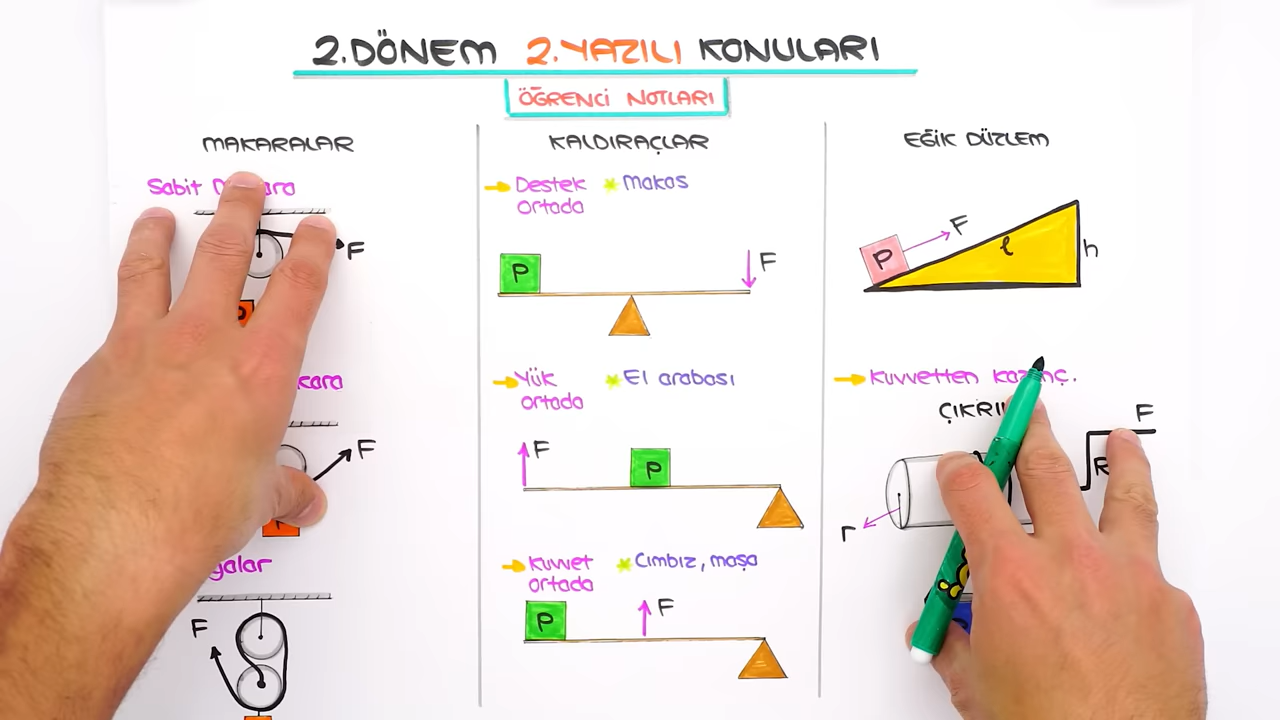 2.DÖNEM 2.YAZILI KONULARI
ÖĞRENCİ NOTLARI
MAKARALAR
Sabit
F
F
F
KALDIRAÇLAR
Destek ortada
Makas
P
F
Yük ortada
El arabası
F
P
Kuvvet ortada
Cımbız, maşa
P
F
EĞİK DÜZLEM
P
F
l
h
Kuvvetten
F
R
r